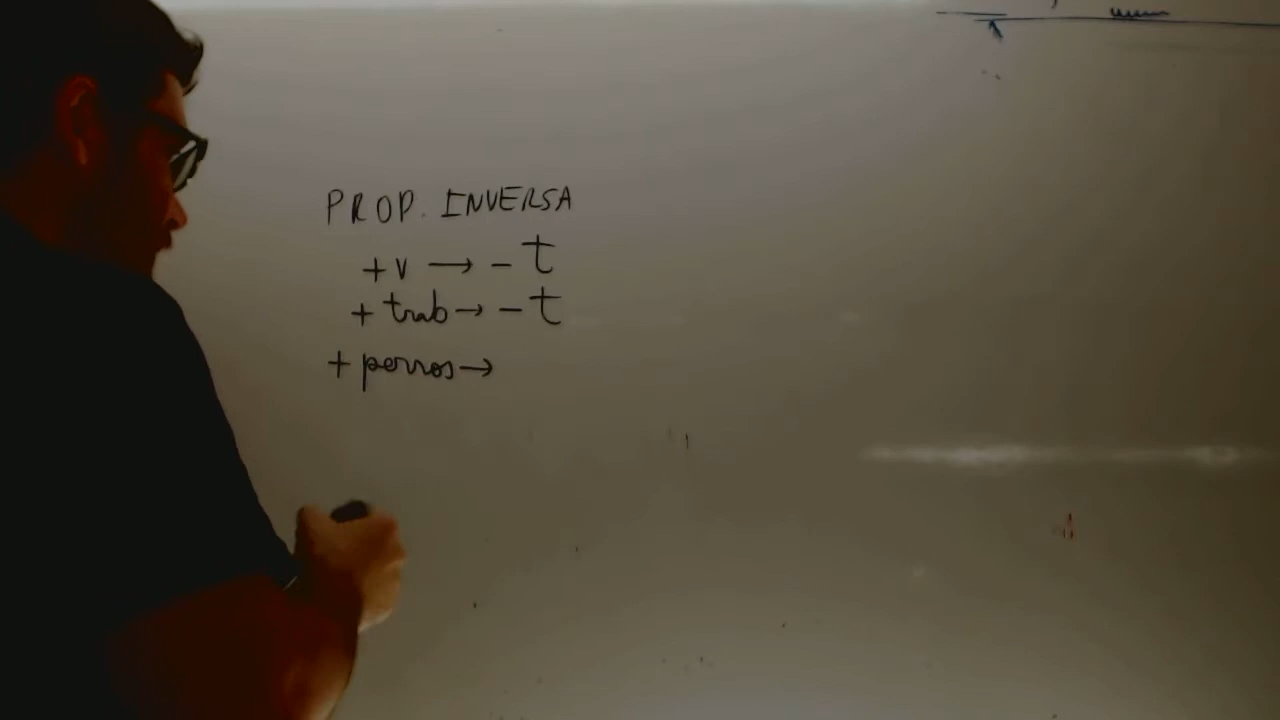 PROP. INVERSA
+ v → - t
+ trab → - t
+ perros →